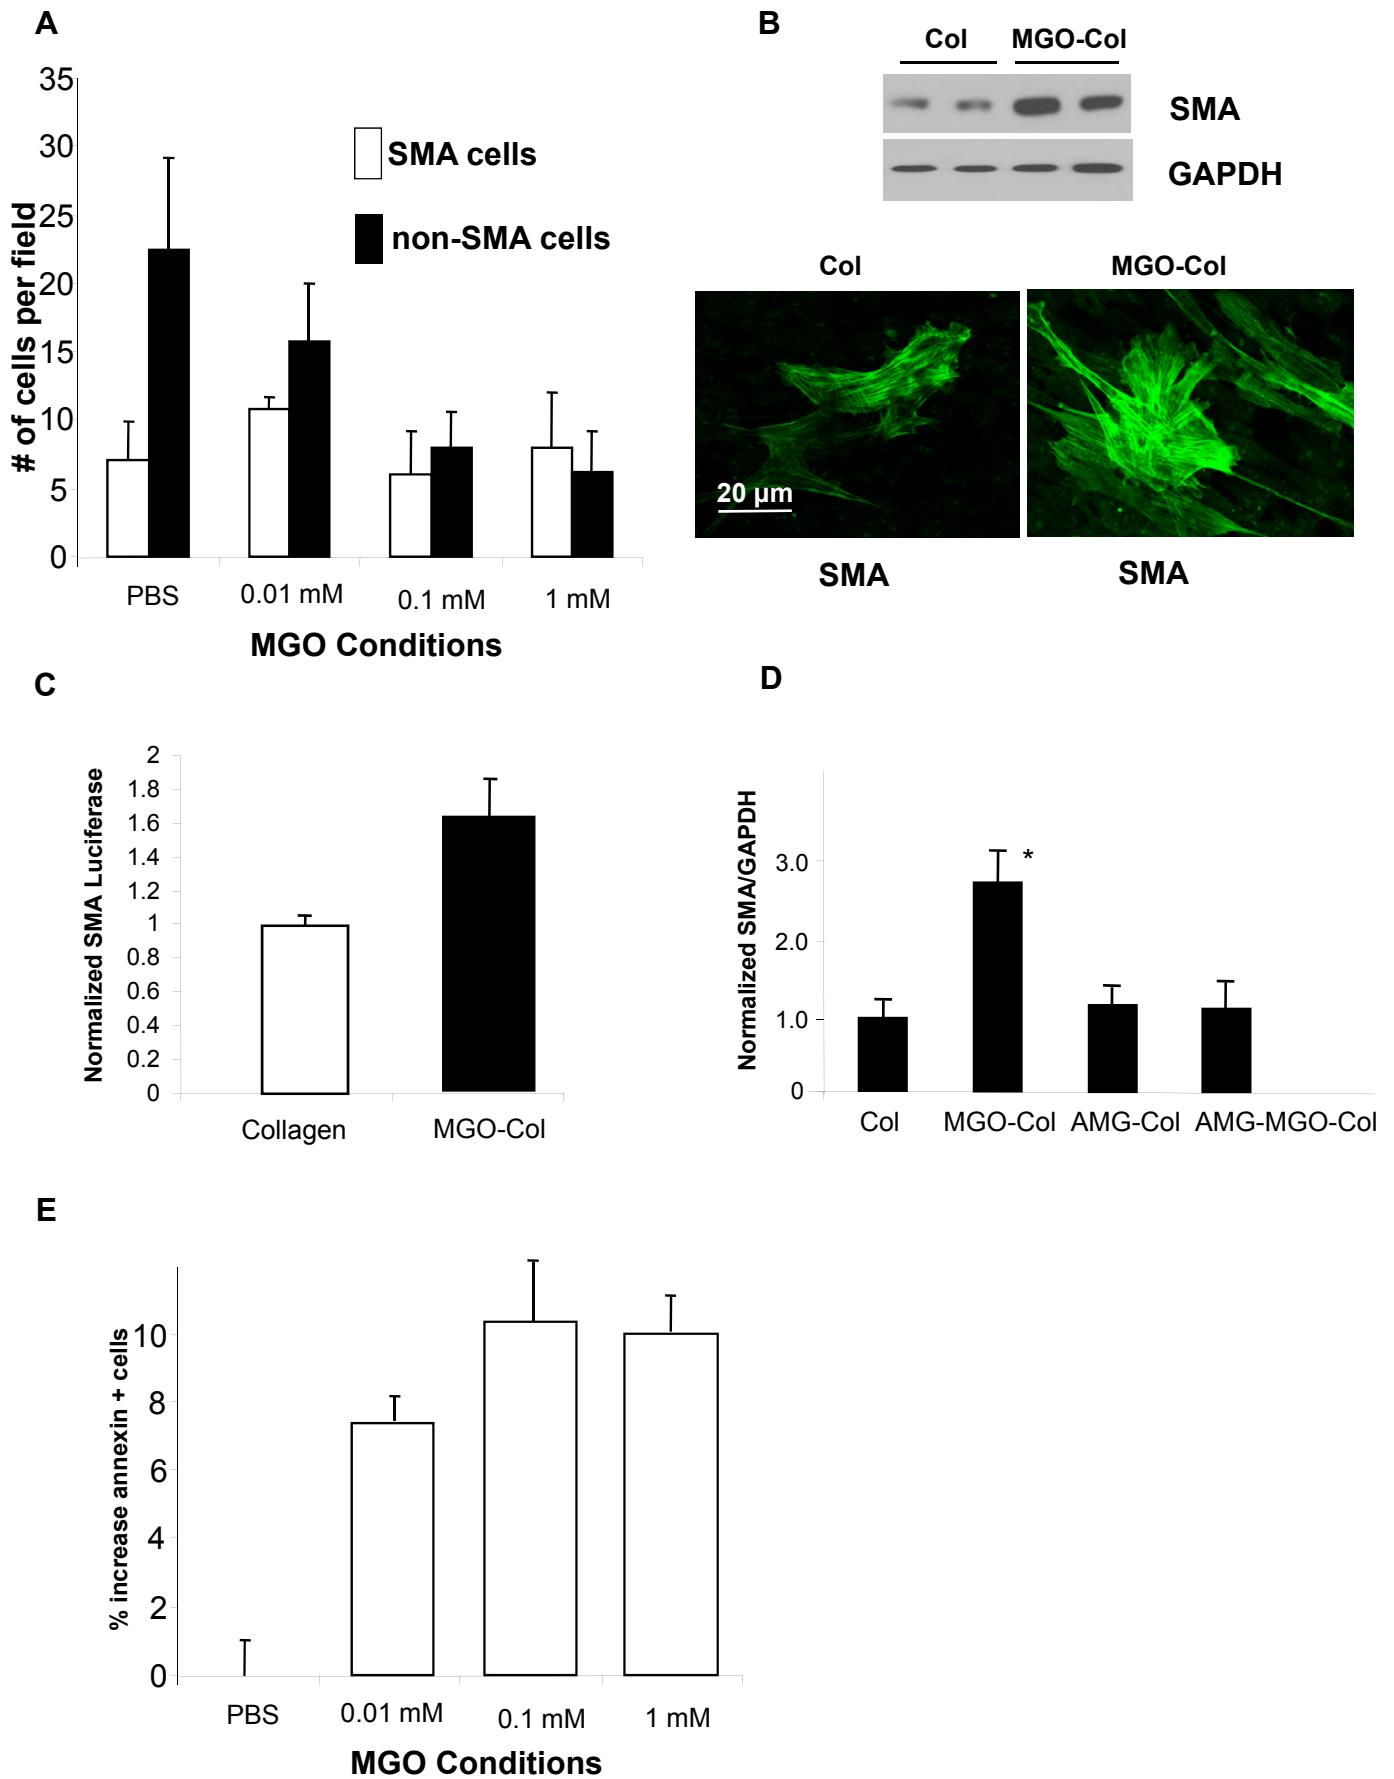 A
35
30
25
20
15
10
5
0
# of cells per field
SMA cells
non-SMA cells
PBS
0.01 mM
0.1 mM
1 mM
MGO Conditions
B
Col
MGO-Col
SMA
GAPDH
Col
MGO-Col
20 µm
SMA
SMA
C
2
1.8
1.6
1.4
1.2
1
0.8
0.6
0.4
0.2
0
Normalized SMA Luciferase
Collagen
MGO-Col
D
3.0
2.0
1.0
0
Normalized SMA/GAPDH
*
Col
MGO-Col
AMG-Col
AMG-MGO-Col
E
10
8
6
4
2
0
% increase annexin + cells
PBS
0.01 mM
0.1 mM
1 mM
MGO Conditions